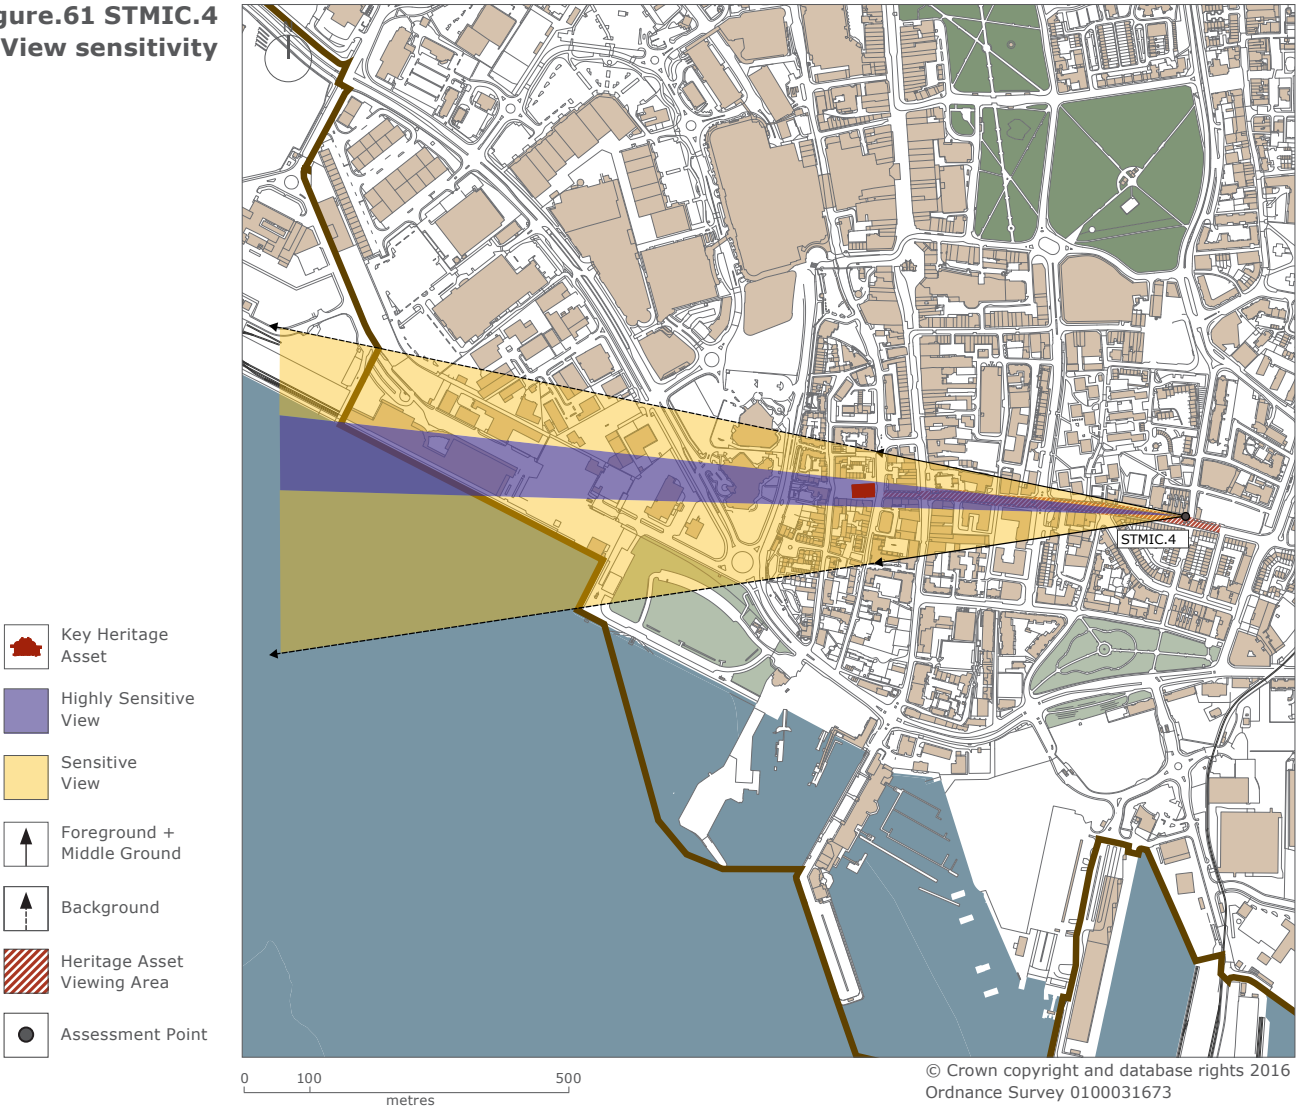 gure.61 STMIC.4
View sensitivity
STMIC.4
Key Heritage
Asset
Highly Sensitive
View
Sensitive
View
Foreground +
Middle Ground
Background
Heritage Asset
Viewing Area
Assessment Point
0 100 500
metres
© Crown copyright and database rights 2016
Ordnance Survey 0100031673